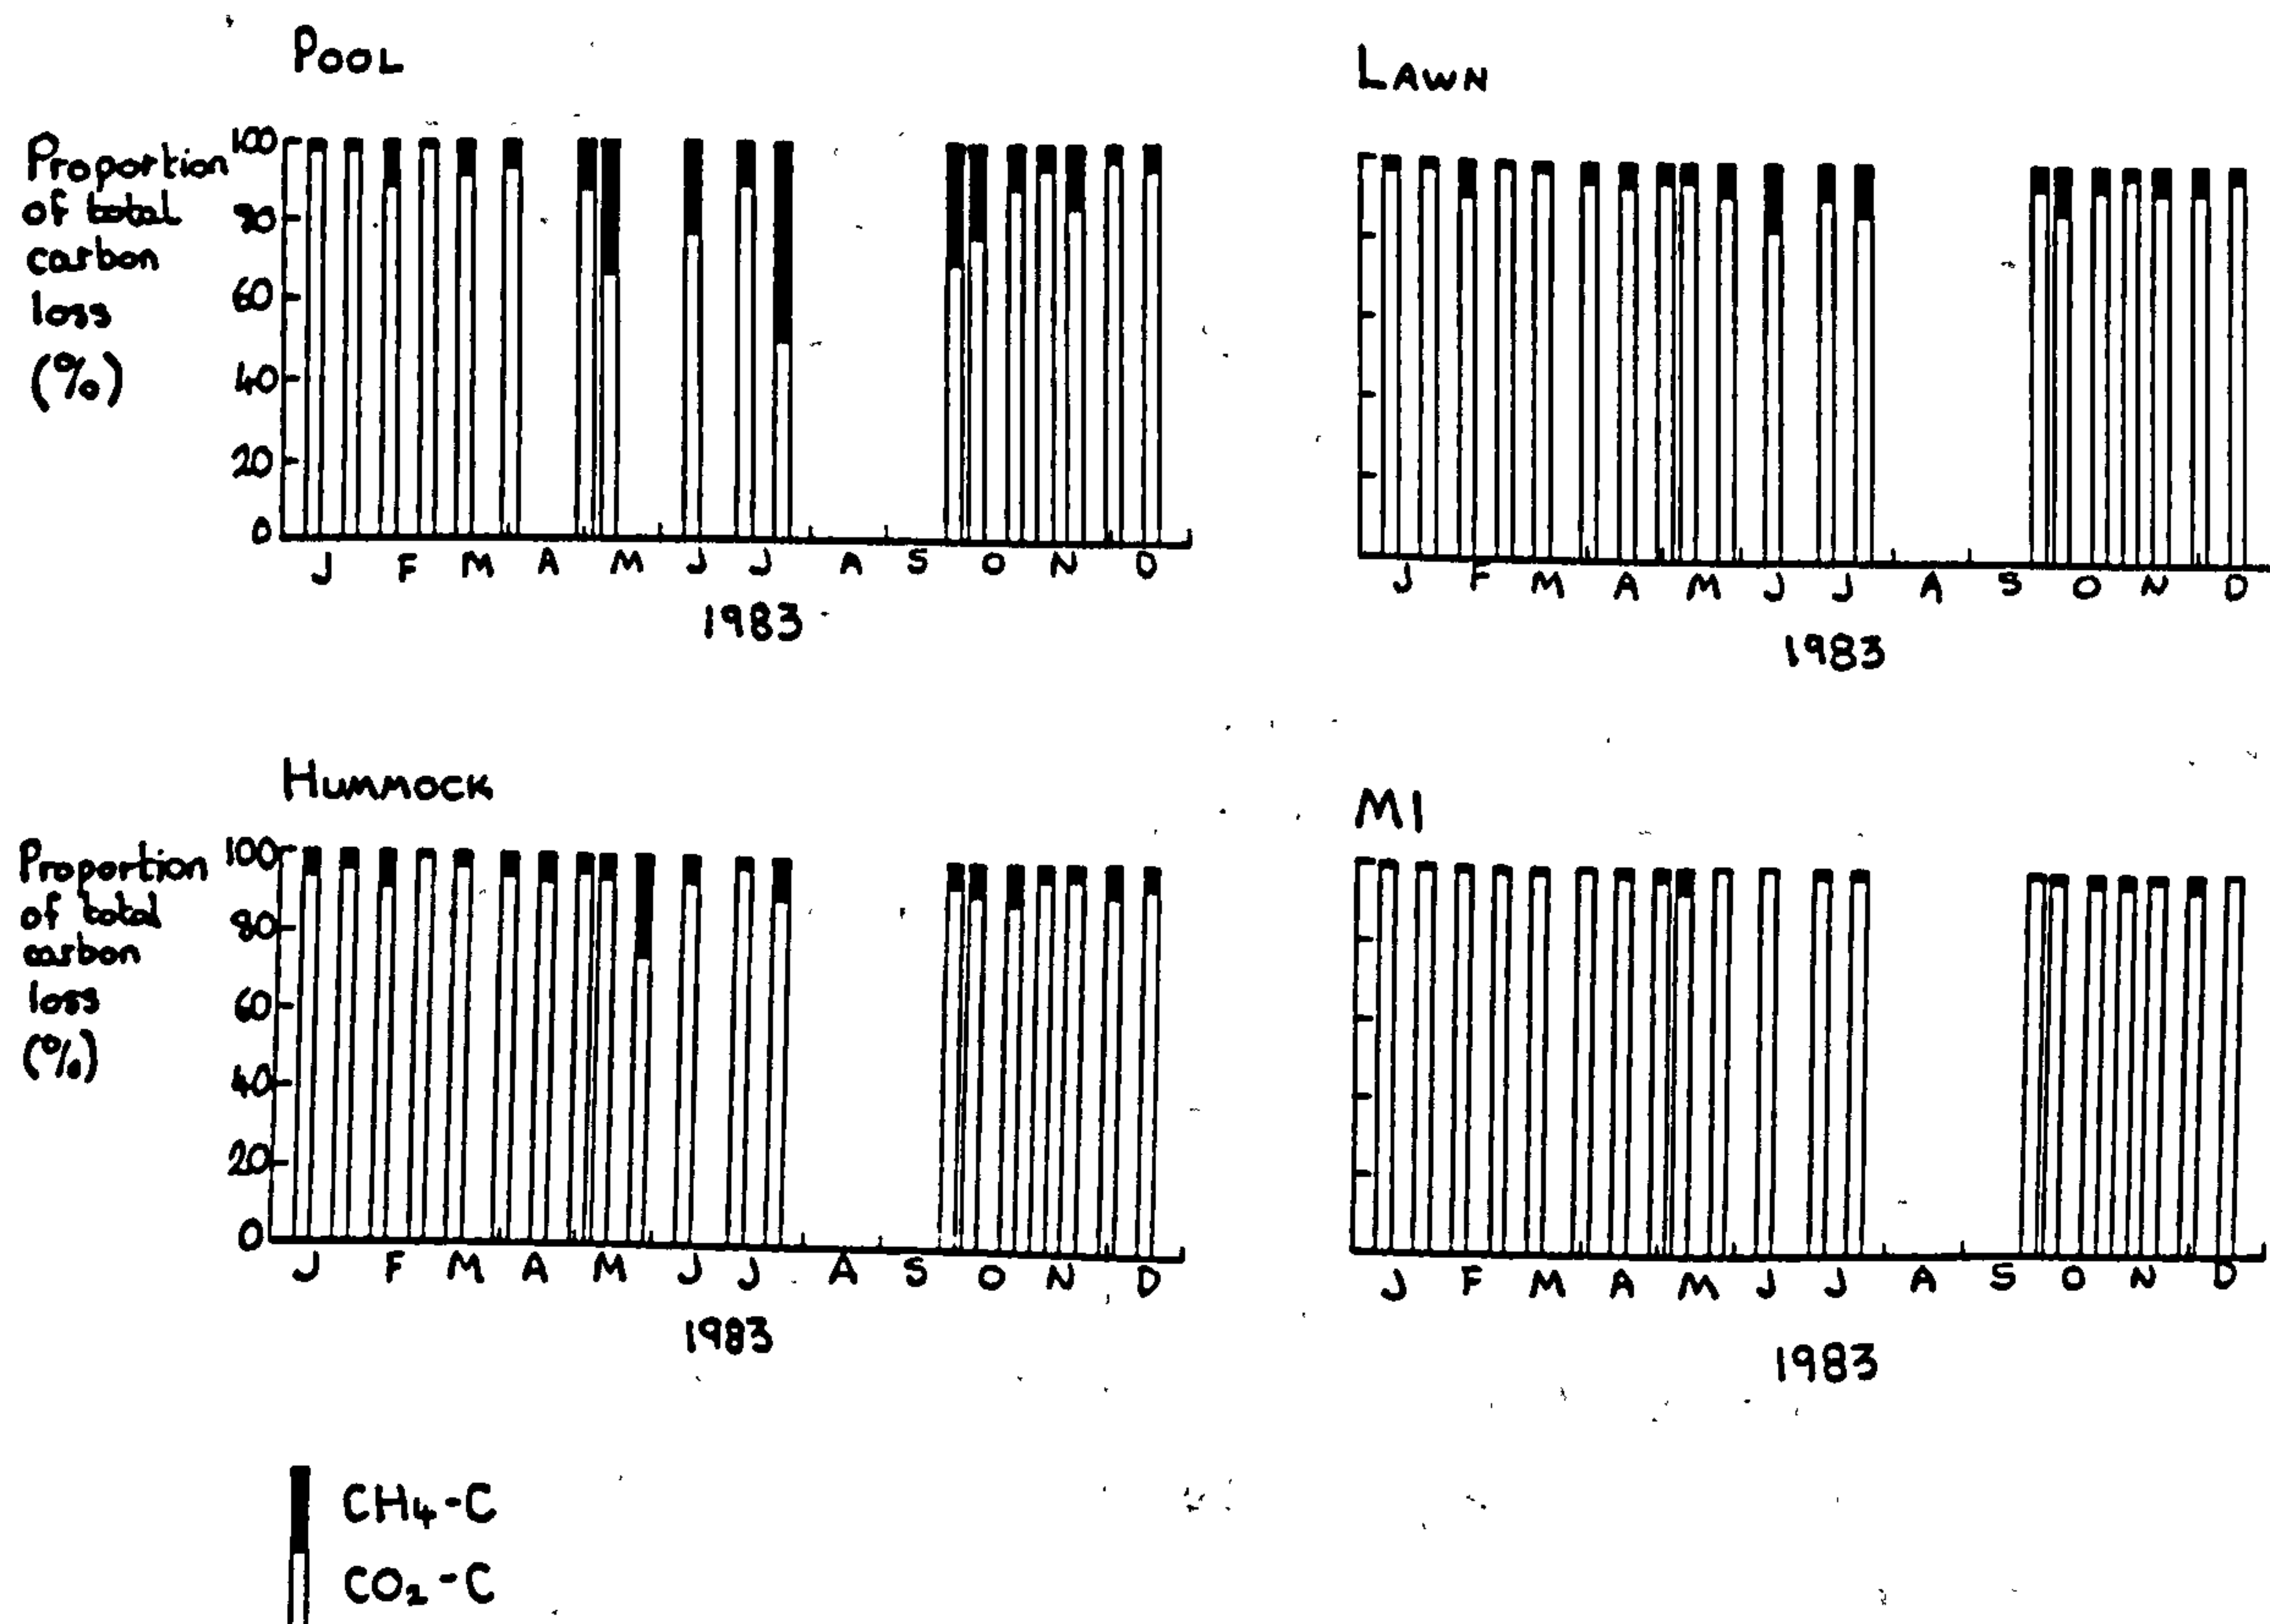 POOL
Proportion
of total
carbon
loss
(%)
100
80
60
40
20
0
J F M A M J J A S O N D
1983
LAWN
J F M A M J J A S O N D
1983
HUMMOCK
Proportion
of total
carbon
loss
(%)
100
80
60
40
20
0
J F M A M J J A S O N D
1983
M1
J F M A M J J A S O N D
1983
CH4-C
CO2-C